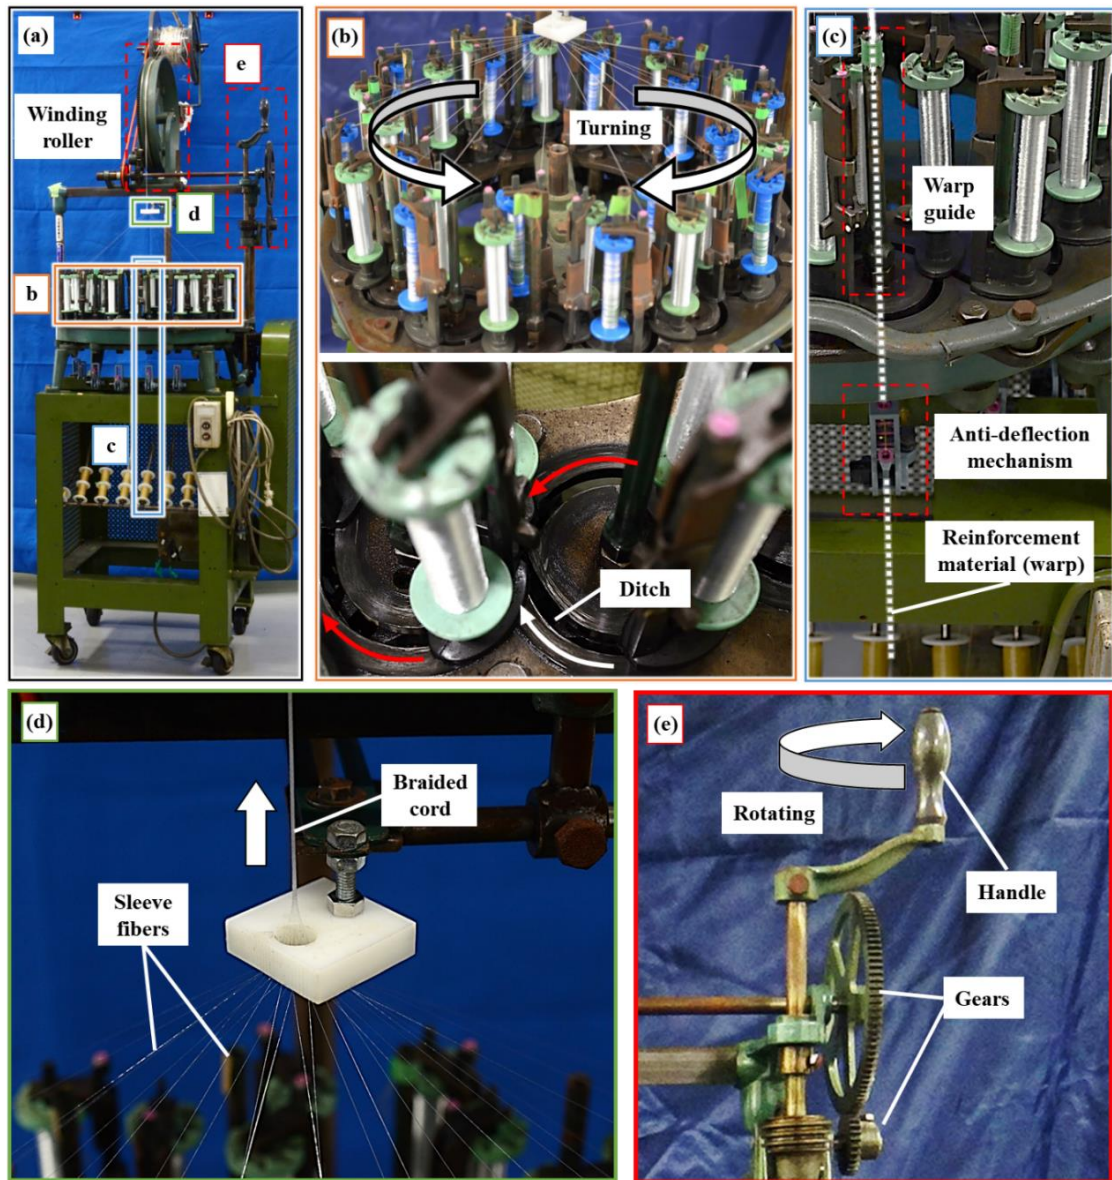 (a)
e
Winding
roller
d
b
c
(b)
Turning
Ditch
(c)
Warp
guide
Anti-deflection
mechanism
Reinforcement
material (warp)
(d)
Braided
cord
Sleeve
fibers
(e)
Rotating
Handle
Gears